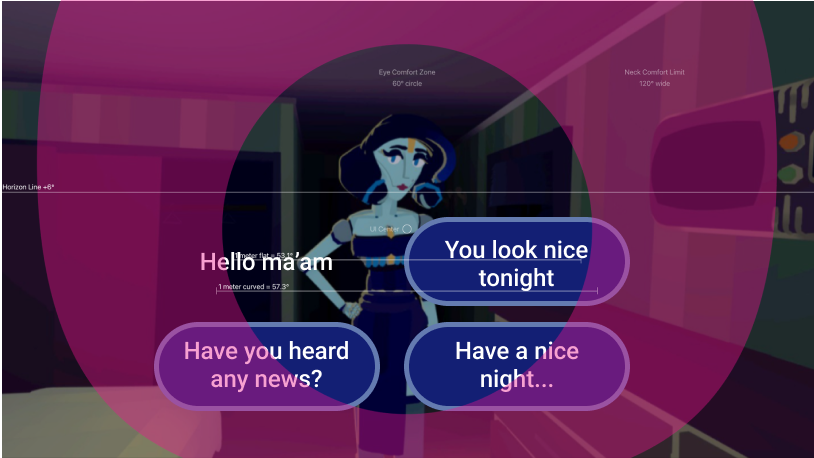 Eye Comfort Zone
60° circle
Neck Comfort Limit
120° wide
Horizon Line +6°
UI Center
1 meter flat = 53.1°
Hello ma'am
You look nice
tonight
1 meter curved = 57.3°
Have you heard
any news?
Have a nice
night...